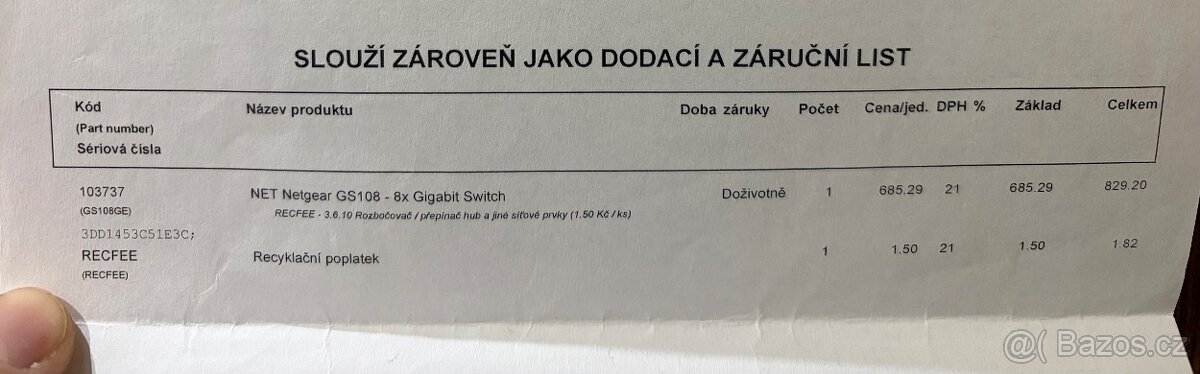 SLOUŽÍ ZÁROVEŇ JAKO DODACÍ A ZÁRUČNÍ LIST
Kód Název produktu Doba záruky Počet Cena/jed. DPH % Základ Celkem
(Part number)
Sériová čísla
103737 NET Netgear GS108 - 8x Gigabit Switch Doživotně 1 685.29 21 685.29 829.20
(GS108GE) RECFEE - 3.6.10 Rozbočovač / přepínač hub a jiné síťové prvky (1.50 Kč / ks)
3DD1453C51E3C;
RECFEE Recyklační poplatek 1 1.50 21 1.50 1.82
(RECFEE)
@( Bazos.cz